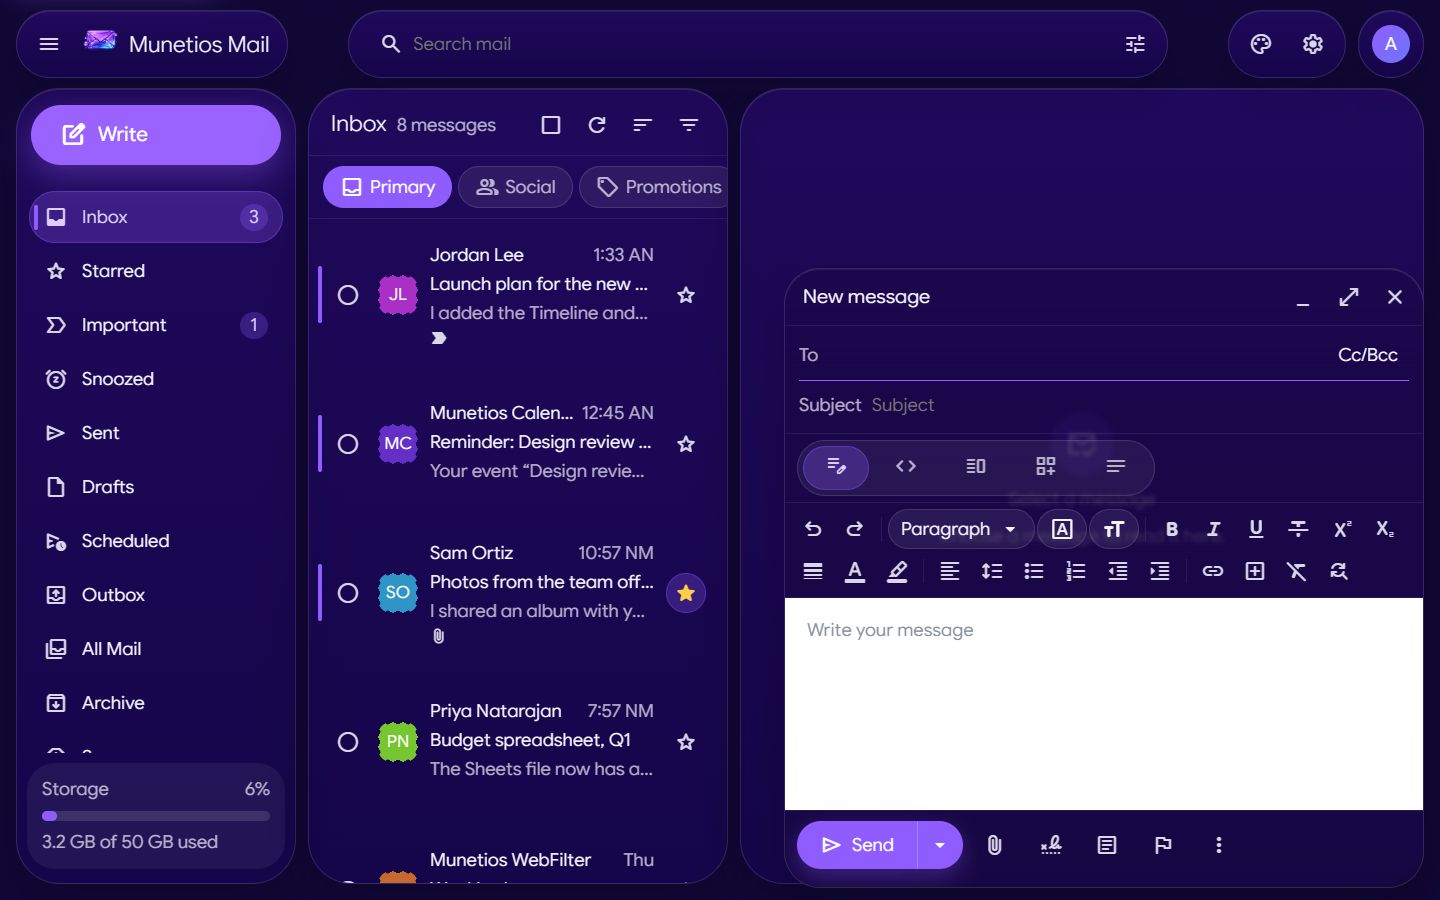 Munetios Mail
Search mail
A
Write
Inbox
3
Starred
Important
1
Snoozed
Sent
Drafts
Scheduled
Outbox
All Mail
Archive
Storage
6%
3.2 GB of 50 GB used
Inbox 8 messages
Primary
Social
Promotions
JL
Jordan Lee
1:33 AN
Launch plan for the new ...
I added the Timeline and...
MC
Munetios Calen...
12:45 AN
Reminder: Design review ...
Your event “Design revie...
SO
Sam Ortiz
10:57 NM
Photos from the team off...
I shared an album with y...
PN
Priya Natarajan
7:57 NM
Budget spreadsheet, Q1
The Sheets file now has a...
Munetios WebFilter
Thu
New message
To
Cc/Bcc
Subject Subject
Select a message
Paragraph
Write your message
Send